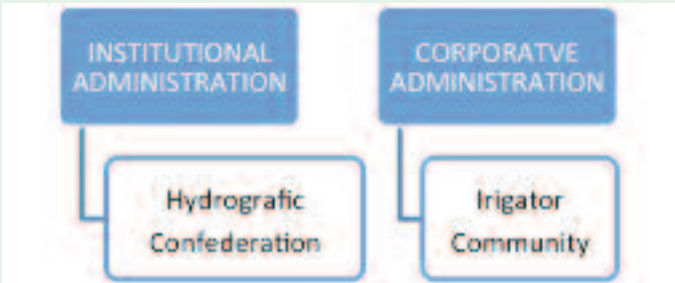 INSTITUTIONAL
ADMINISTRATION
CORPORATVE
ADMINISTRATION
Hydrografic
Confederation
Irigator
Community